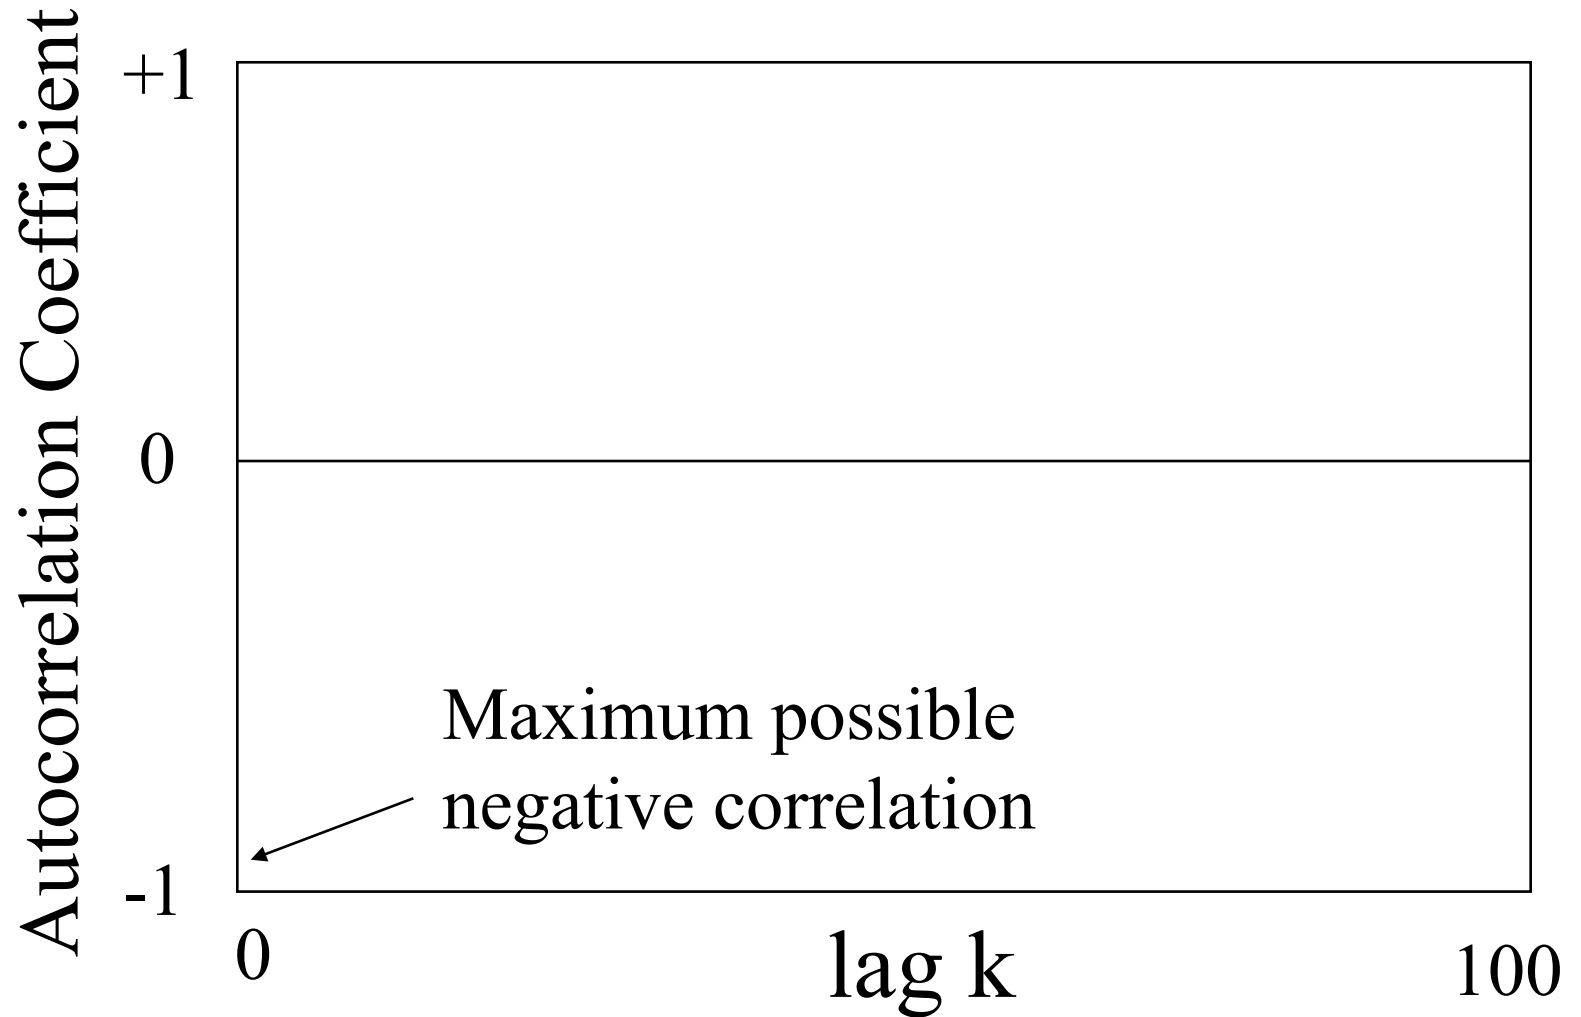 Autocorrelation Coefficient
+1
0
Maximum possible
negative correlation
-1
0
lag k
100